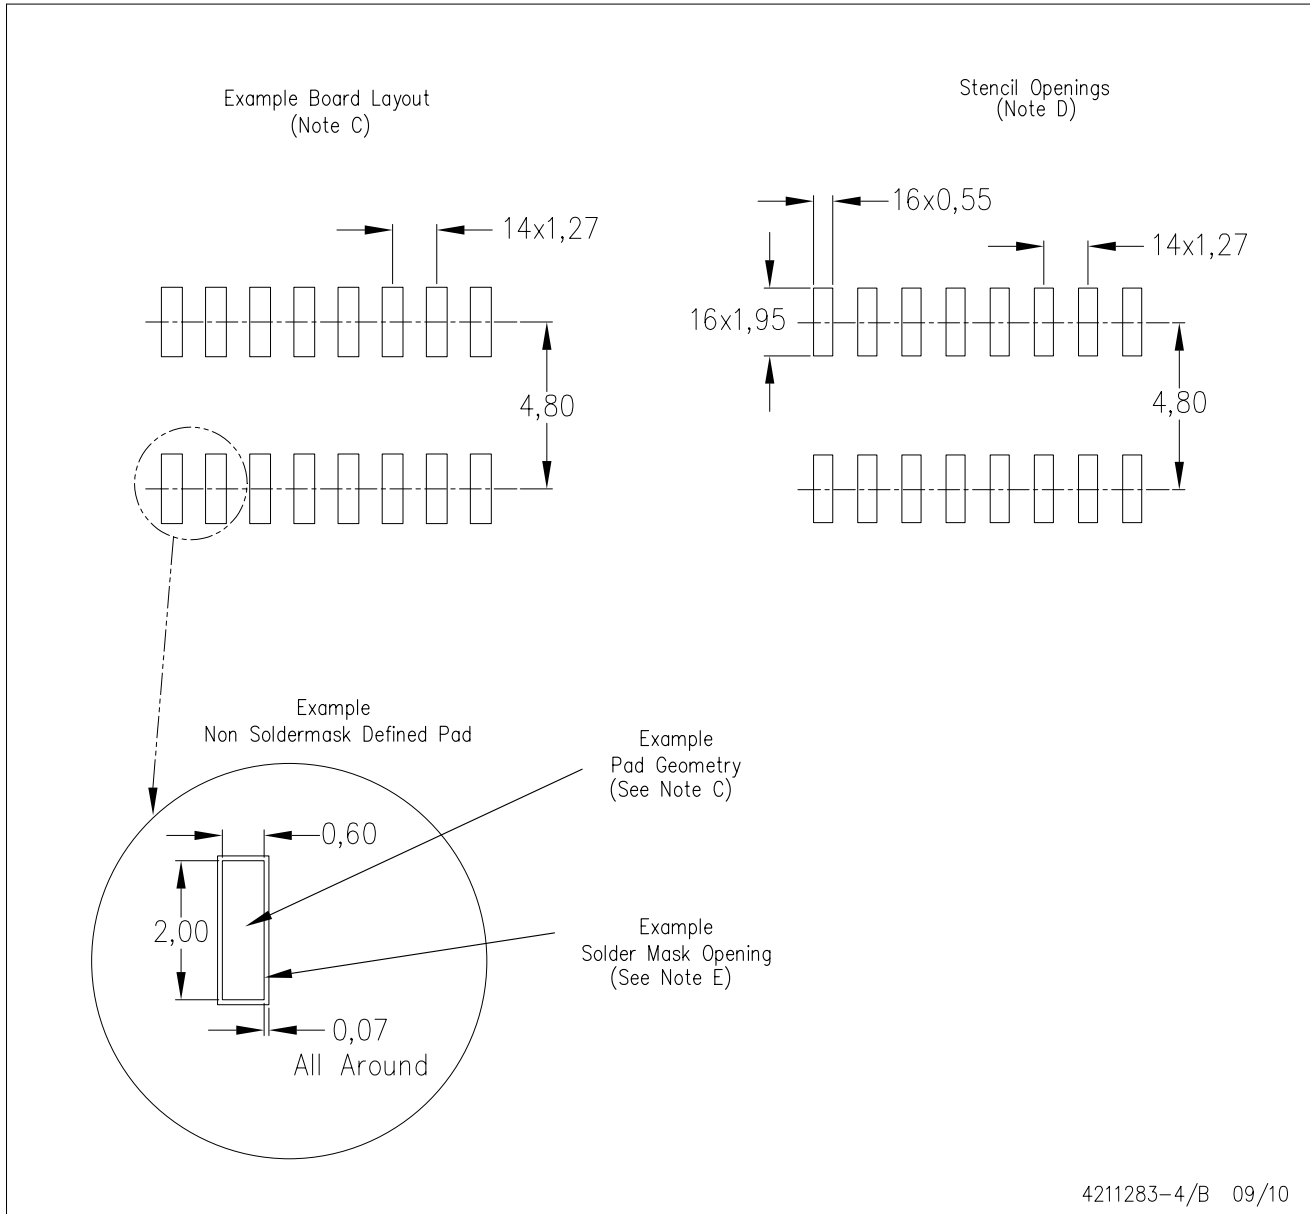 Example Board Layout
(Note C)
14x1,27
4,80
Stencil Openings
(Note D)
16x0,55
14x1,27
16x1,95
4,80
Example
Non Soldermask Defined Pad
0,60
2,00
0,07
All Around
Example
Pad Geometry
(See Note C)
Example
Solder Mask Opening
(See Note E)
4211283-4/B 09/10